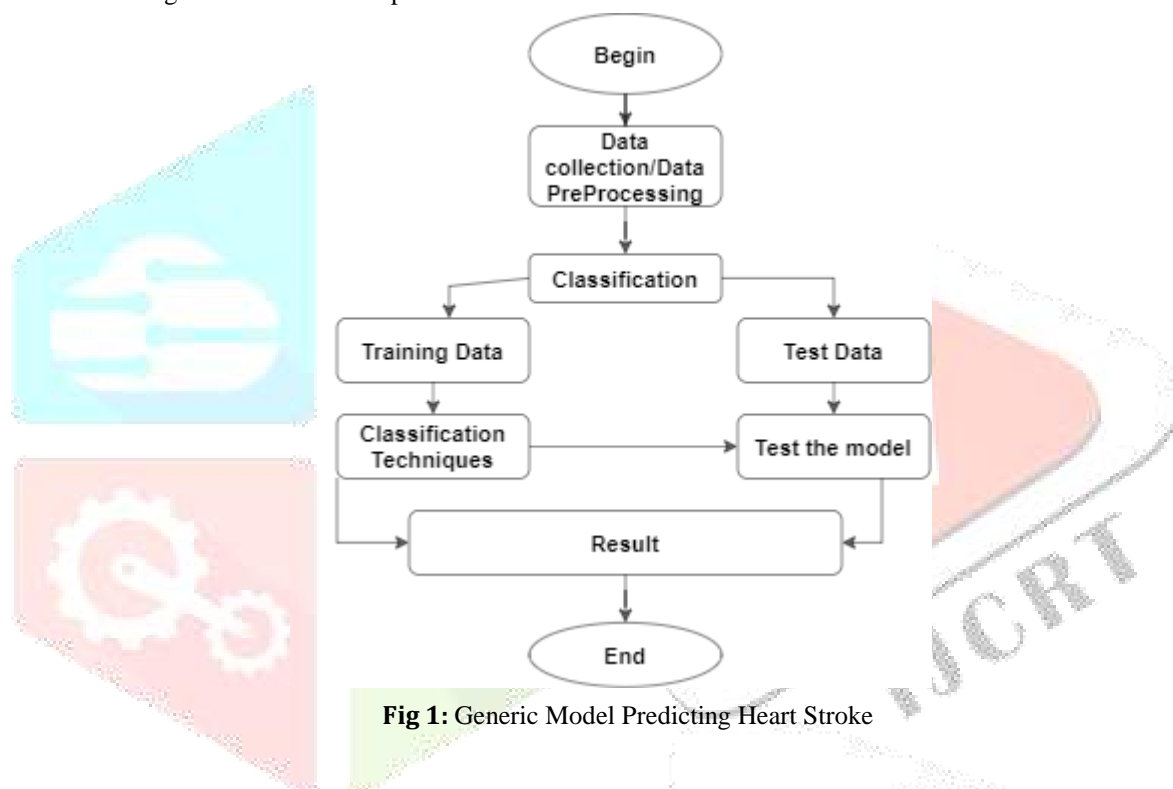 Begin
Data
collection/Data
PreProcessing
Classification
Training Data
Test Data
Classification
Techniques
Test the model
Result
End
Fig 1: Generic Model Predicting Heart Stroke
IJCRT